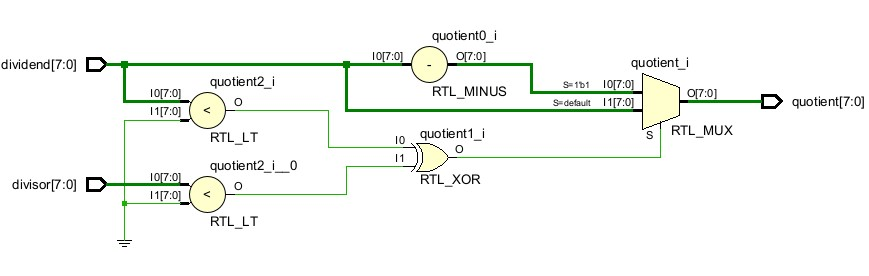 dividend[7:0]
I0[7:0]
I1[7:0]
quotient2_i
<
O
RTL_LT
divisor[7:0]
I0[7:0]
I1[7:0]
quotient2_i__0
<
O
RTL_LT
quotient0_i
I0[7:0]
-
O[7:0]
RTL_MINUS
quotient1_i
I0
I1
O
RTL_XOR
quotient_i
S=1'b1
I0[7:0]
S=default
I1[7:0]
S
O[7:0]
RTL_MUX
quotient[7:0]